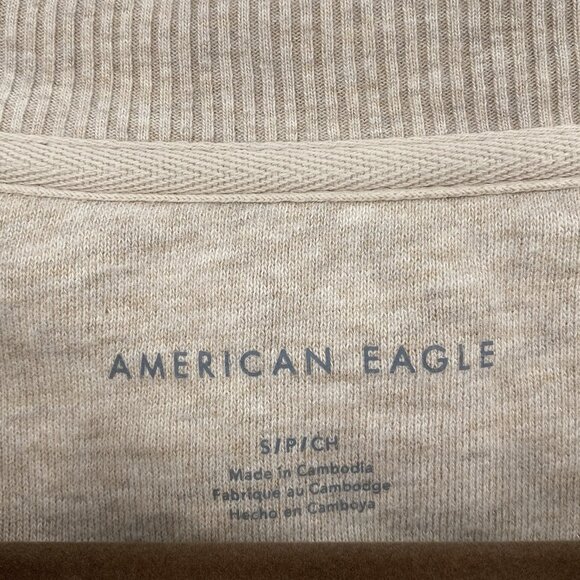 AMERICAN EAGLE
S/P/CH
Made in Cambodia
Fabriqué au Cambodge
Hecho en Camboya